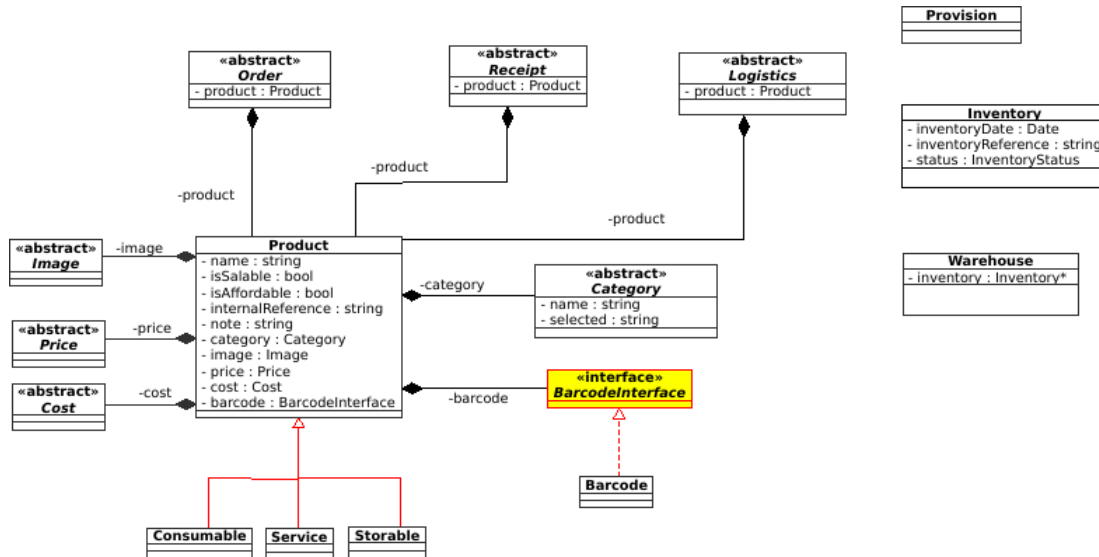 Provision
«abstract»
Order
- product : Product
«abstract»
Receipt
- product : Product
«abstract»
Logistics
- product : Product
Inventory
- inventoryDate : Date
- inventoryReference : string
- status : InventoryStatus
-product
-product
-product
«abstract»
Image
-image
Product
- name : string
- isSalable : bool
- isAffordable : bool
- internalReference : string
- note : string
- category : Category
- image : Image
- price : Price
- cost : Cost
- barcode : BarcodeInterface
-category
«abstract»
Category
- name : string
- selected : string
Warehouse
- inventory : Inventory*
«abstract»
Price
-price
«abstract»
Cost
-cost
-barcode
«interface»
BarcodeInterface
Barcode
Consumable
Service
Storable